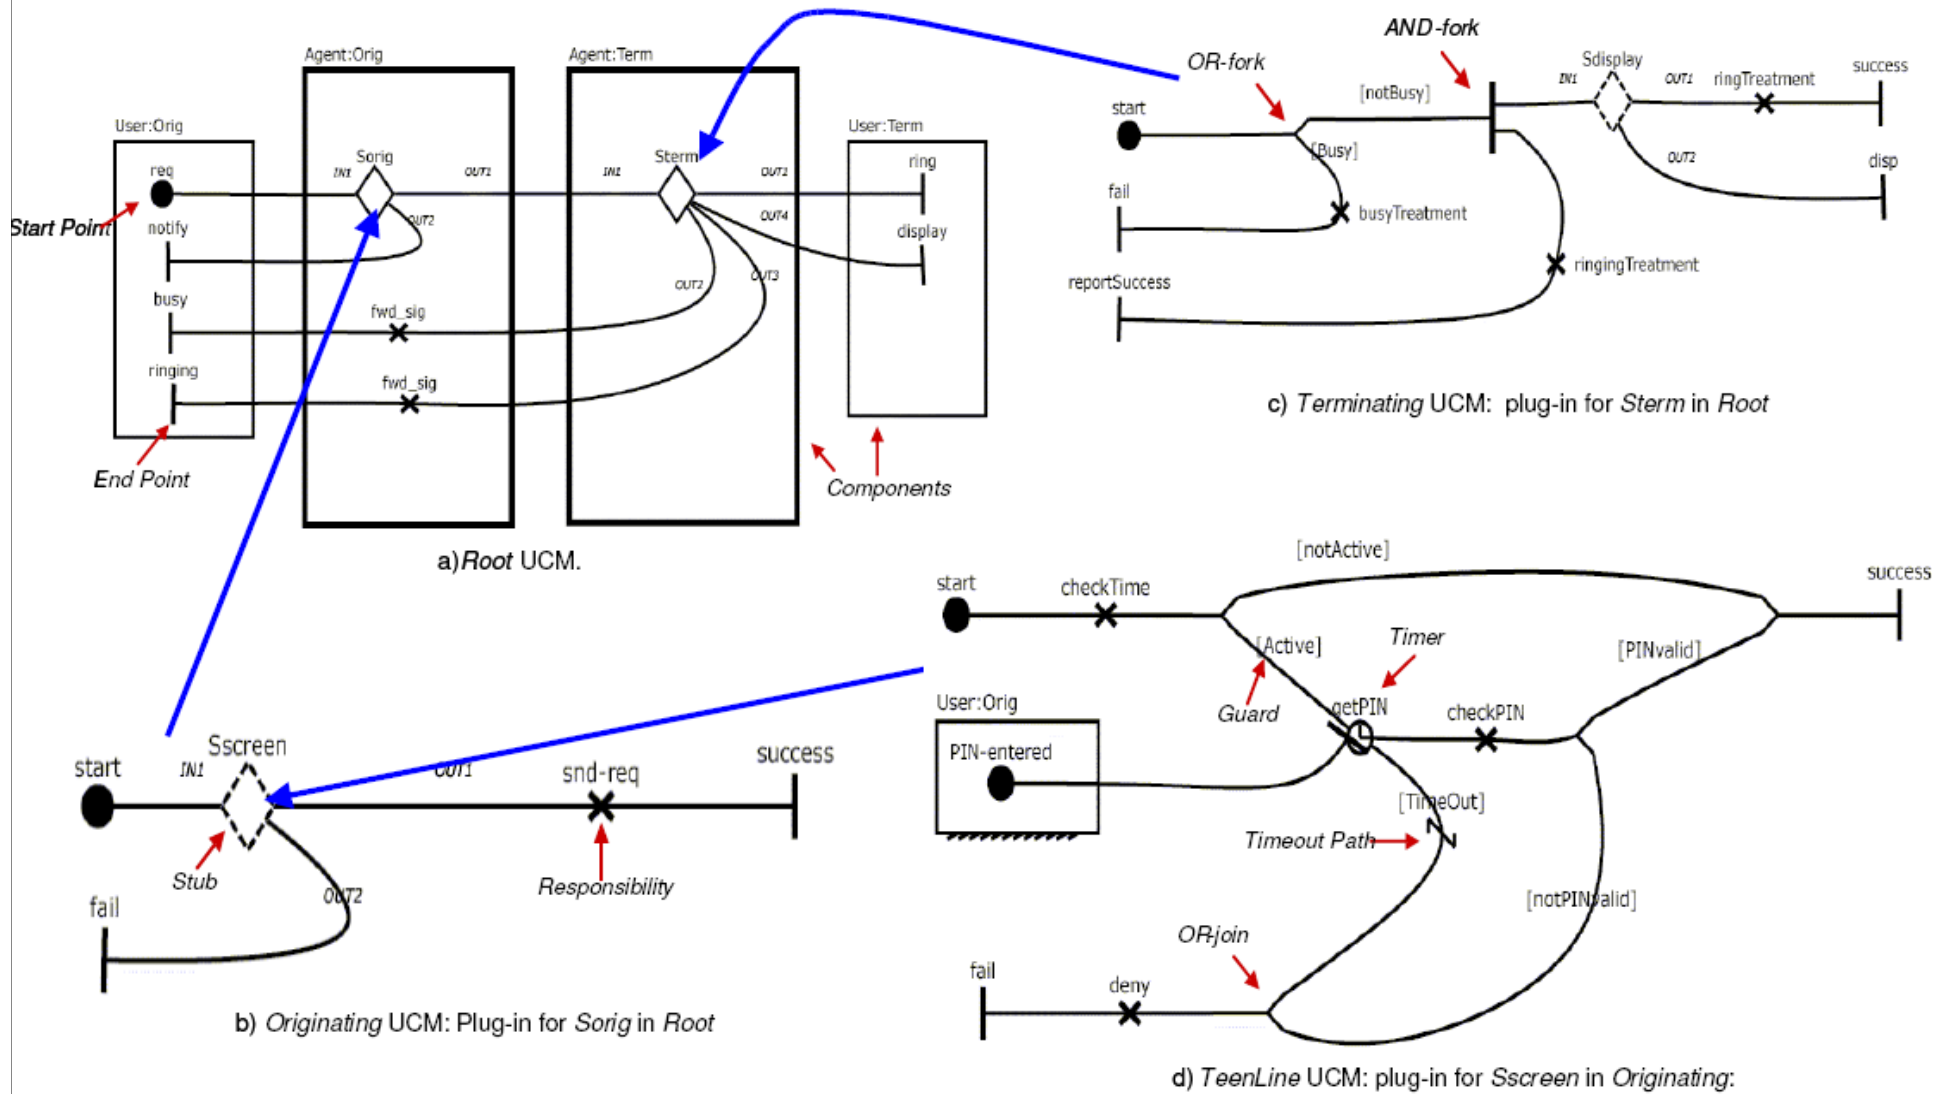 Agent:Orig
Agent:Term
User:Orig
User:Term
req
Sorig
Sterm
ring
IN1
OUT1
IN1
OUT1
Start Point
notify
OUT2
OUT4
display
busy
fwd_sig
OUT2
OUT3
ringing
fwd_sig
End Point
Components
a)Root UCM.
AND-fork
OR-fork
Sdisplay
start
[notBusy]
IN1
OUT1
ringTreatment
success
[Busy]
OUT2
disp
fail
busyTreatment
reportSuccess
ringingTreatment
c) Terminating UCM: plug-in for Sterm in Root
start
IN1
Sscreen
OUT1
snd-req
success
Stub
OUT2
Responsibility
fail
b) Originating UCM: Plug-in for Sorig in Root
[notActive]
start
checkTime
success
[Active]
Timer
[PINvalid]
User:Orig
Guard
getPIN
checkPIN
PIN-entered
[TimeOut]
Timeout Path
[notPINvalid]
OR-join
fail
deny
d) TeenLine UCM: plug-in for Sscreen in Originating: